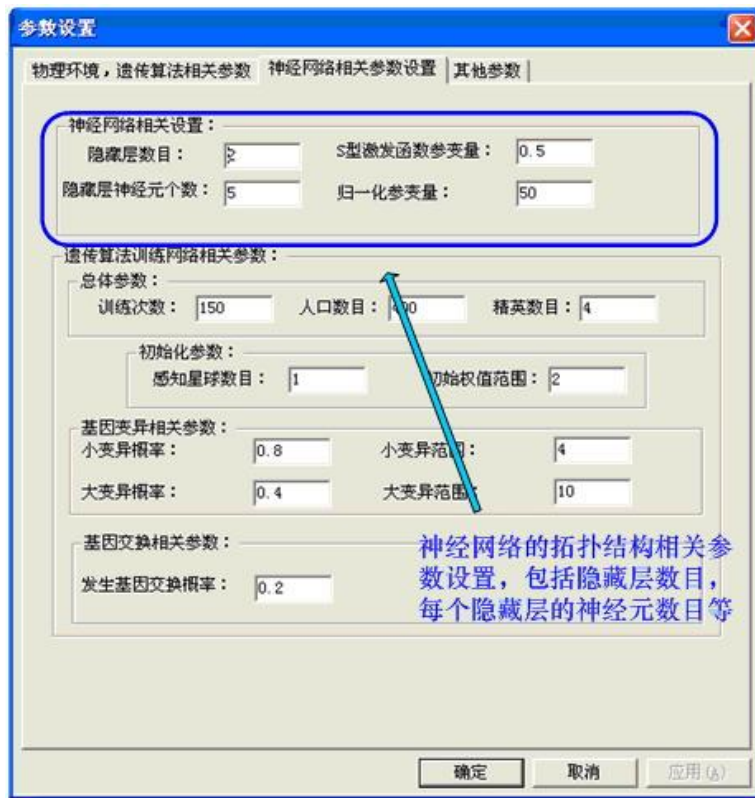 参数设置
物理环境，遗传算法相关参数 神经网络相关参数设置 其他参数
神经网络相关设置：
隐藏层数目： 2 S型激发函数参变量： 0.5
隐藏层神经元个数： 5 归一化参变量： 50
遗传算法训练网络相关参数：
总体参数：
训练次数： 150 人口数目： 400 精英数目： 4
初始化参数：
感知星球数目： 1 初始权值范围： 2
基因变异相关参数：
小变异概率： 0.8 小变异范围： 4
大变异概率： 0.4 大变异范围： 10
基因交换相关参数：
发生基因交换概率： 0.2
神经网络的拓扑结构相关参
数设置，包括隐藏层数目，
每个隐藏层的神经元数目等
确定 取消 应用(A)